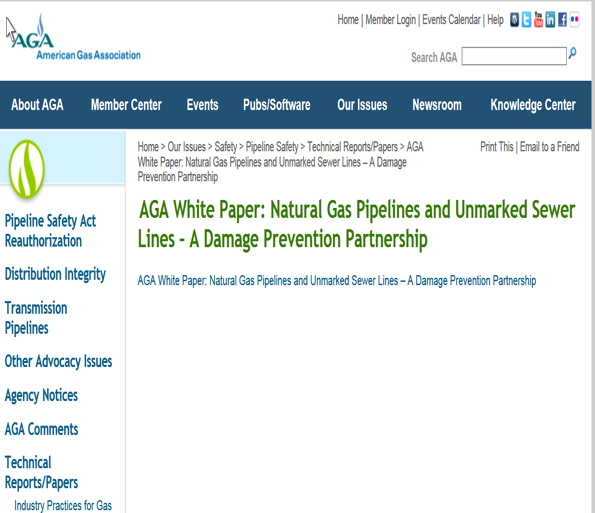 Home | Member Login | Events Calendar | Help
AGA
American Gas Association
Search AGA
About AGA Member Center Events Pubs/Software Our Issues Newsroom Knowledge Center
Home > Our Issues > Safety > Pipeline Safety > Technical Reports/Papers > AGA
White Paper: Natural Gas Pipelines and Unmarked Sewer Lines – A Damage
Prevention Partnership
Print This | Email to a Friend
AGA White Paper: Natural Gas Pipelines and Unmarked Sewer
Lines - A Damage Prevention Partnership
AGA White Paper: Natural Gas Pipelines and Unmarked Sewer Lines – A Damage Prevention Partnership
Pipeline Safety Act
Reauthorization
Distribution Integrity
Transmission
Pipelines
Other Advocacy Issues
Agency Notices
AGA Comments
Technical
Reports/Papers
Industry Practices for Gas